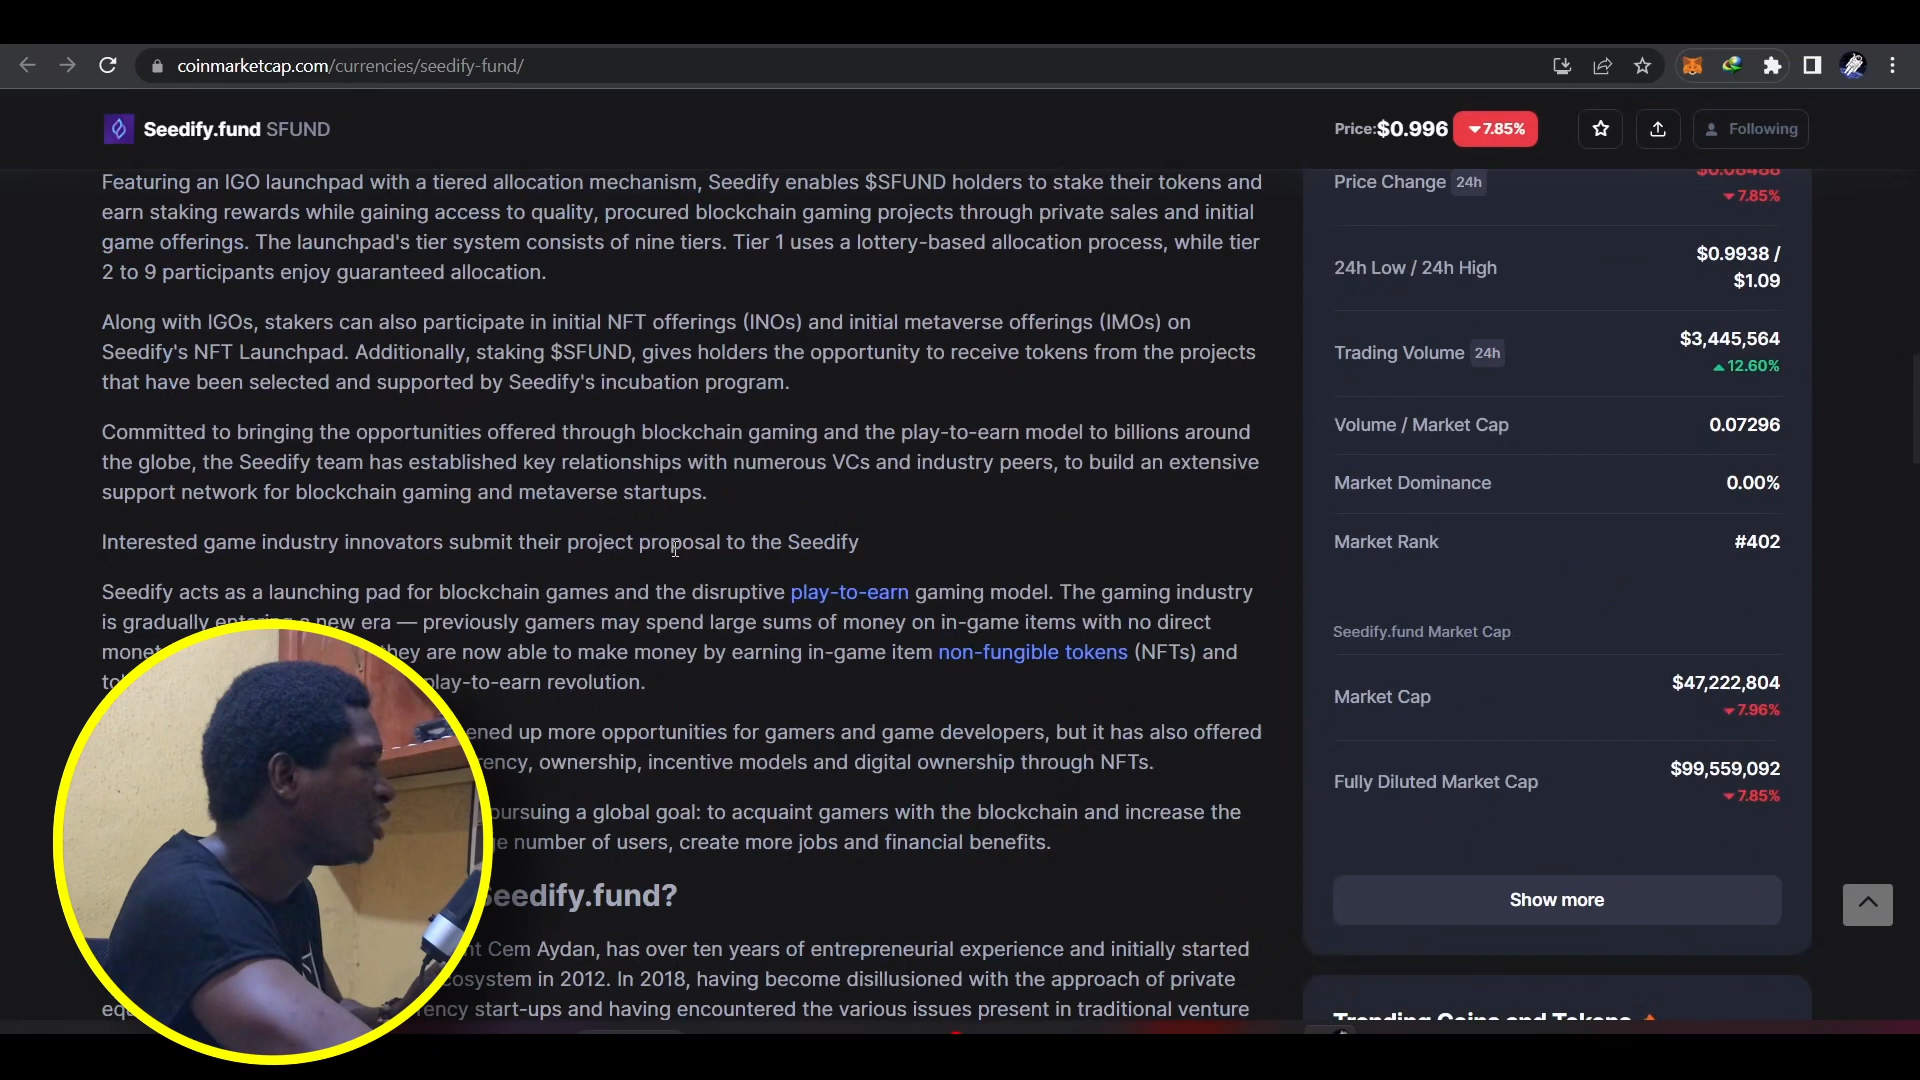 coinmarketcap.com/currencies/seedify-fund/
Seedify.fund SFUND
Price:$0.996 7.85%
Following
Featuring an IGO launchpad with a tiered allocation mechanism, Seedify enables $SFUND holders to stake their tokens and
earn staking rewards while gaining access to quality, procured blockchain gaming projects through private sales and initial
game offerings. The launchpad's tier system consists of nine tiers. Tier 1 uses a lottery-based allocation process, while tier
2 to 9 participants enjoy guaranteed allocation.
Along with IGOs, stakers can also participate in initial NFT offerings (INOs) and initial metaverse offerings (IMOs) on
Seedify's NFT Launchpad. Additionally, staking $SFUND, gives holders the opportunity to receive tokens from the projects
that have been selected and supported by Seedify's incubation program.
Committed to bringing the opportunities offered through blockchain gaming and the play-to-earn model to billions around
the globe, the Seedify team has established key relationships with numerous VCs and industry peers, to build an extensive
support network for blockchain gaming and metaverse startups.
Interested game industry innovators submit their project proposal to the Seedify
Seedify acts as a launching pad for blockchain games and the disruptive play-to-earn gaming model. The gaming industry
is gradually entering a new era — previously gamers may spend large sums of money on in-game items with no direct
they are now able to make money by earning in-game item non-fungible tokens (NFTs) and
play-to-earn revolution.
up more opportunities for gamers and game developers, but it has also offered
ownership, incentive models and digital ownership through NFTs.
pursuing a global goal: to acquaint gamers with the blockchain and increase the
number of users, create more jobs and financial benefits.
Seedify.fund?
Cem Aydan, has over ten years of entrepreneurial experience and initially started
in 2012. In 2018, having become disillusioned with the approach of private
start-ups and having encountered the various issues present in traditional venture
Price Change 24h
$0.08488
7.85%
24h Low / 24h High
$0.9938 /
$1.09
Trading Volume 24h
$3,445,564
12.60%
Volume / Market Cap
0.07296
Market Dominance
0.00%
Market Rank
#402
Seedify.fund Market Cap
Market Cap
$47,222,804
7.96%
Fully Diluted Market Cap
$99,559,092
7.85%
Show more
Trending Coins and Tokens